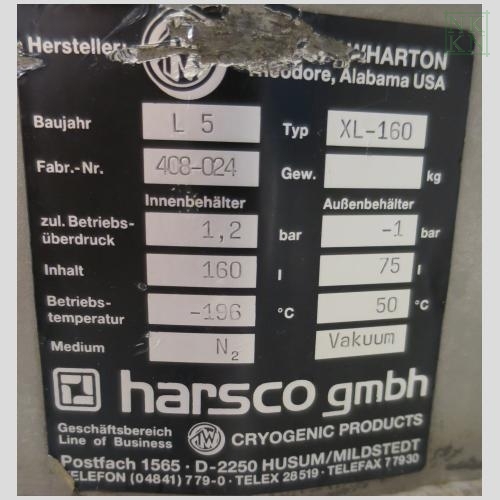 Hersteller:
WHARTON
Theodore, Alabama USA
Baujahr L 5 Typ XL-160
Fabr.-Nr. 408-024 Gew. kg
Innenbehälter Außenbehälter
zul. Betriebs-
überdruck 1,2 bar -1 bar
Inhalt 160 l 75 l
Betriebs-
temperatur -196 °C 50 °C
Medium N₂ Vakuum
harsco gmbh
Geschäftsbereich
Line of Business TW CRYOGENIC PRODUCTS
Postfach 1565 · D-2250 HUSUM/MILDSTEDT
TELEFON (04841) 779-0 · TELEX 28519 · TELEFAX 77930